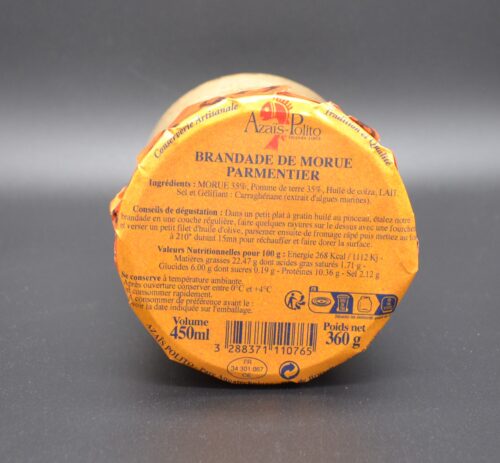 Conserverie Artisanale
Azaïs-Polito
Tradition et Qualité
BRANDADE DE MORUE
PARMENTIER
Ingrédients : MORUE 35%, Pomme de terre 35%, Huile de colza, LAIT
Sel et Gélifiant : Carraghénane (extrait d'algues marines).
Conseils de dégustation : Dans un petit plat à gratin huilé au pinceau, étalez notre
brandade en une couche régulière, faire quelques rayures sur le dessus avec une fourchette
et verser un petit filet d'huile d'olive, parsemer ensuite de fromage râpé puis mettre au four
à 210° durant 15mn pour réchauffer et faire dorer la surface.
Valeurs Nutritionnelles pour 100 g : Energie 268 Kcal / 1112 Kj -
Matières grasses 22.47 g dont acides gras saturés 1.71 g -
Glucides 6.00 g dont sucres 0.19 g - Protéines 10.36 g - Sel 2.12 g
Se conserve à température ambiante.
Après ouverture conserver entre 0°C et +4°C
et consommer rapidement.
A consommer de préférence avant le :
voir la date indiquée sur l'emballage.
Volume
450ml
Poids net
360 g
3 288371 110765
FR
34 301 067
CE
AZAÏS POLITO